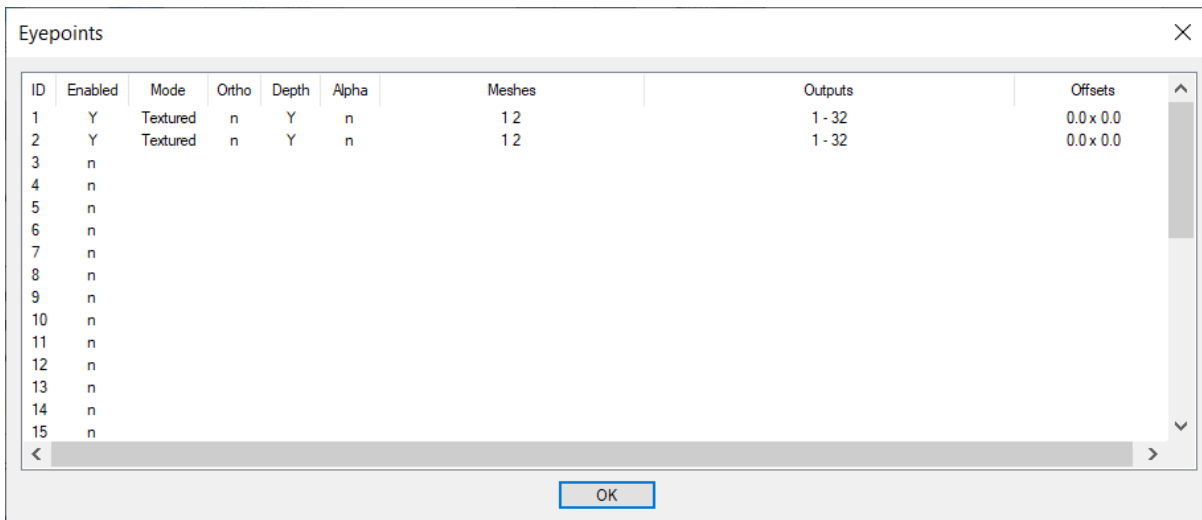 Eyepoints
ID Enabled Mode Ortho Depth Alpha Meshes Outputs Offsets
1 Y Textured n Y n 1 2 1 - 32 0.0 x 0.0
2 Y Textured n Y n 1 2 1 - 32 0.0 x 0.0
3 n
4 n
5 n
6 n
7 n
8 n
9 n
10 n
11 n
12 n
13 n
14 n
15 n
OK